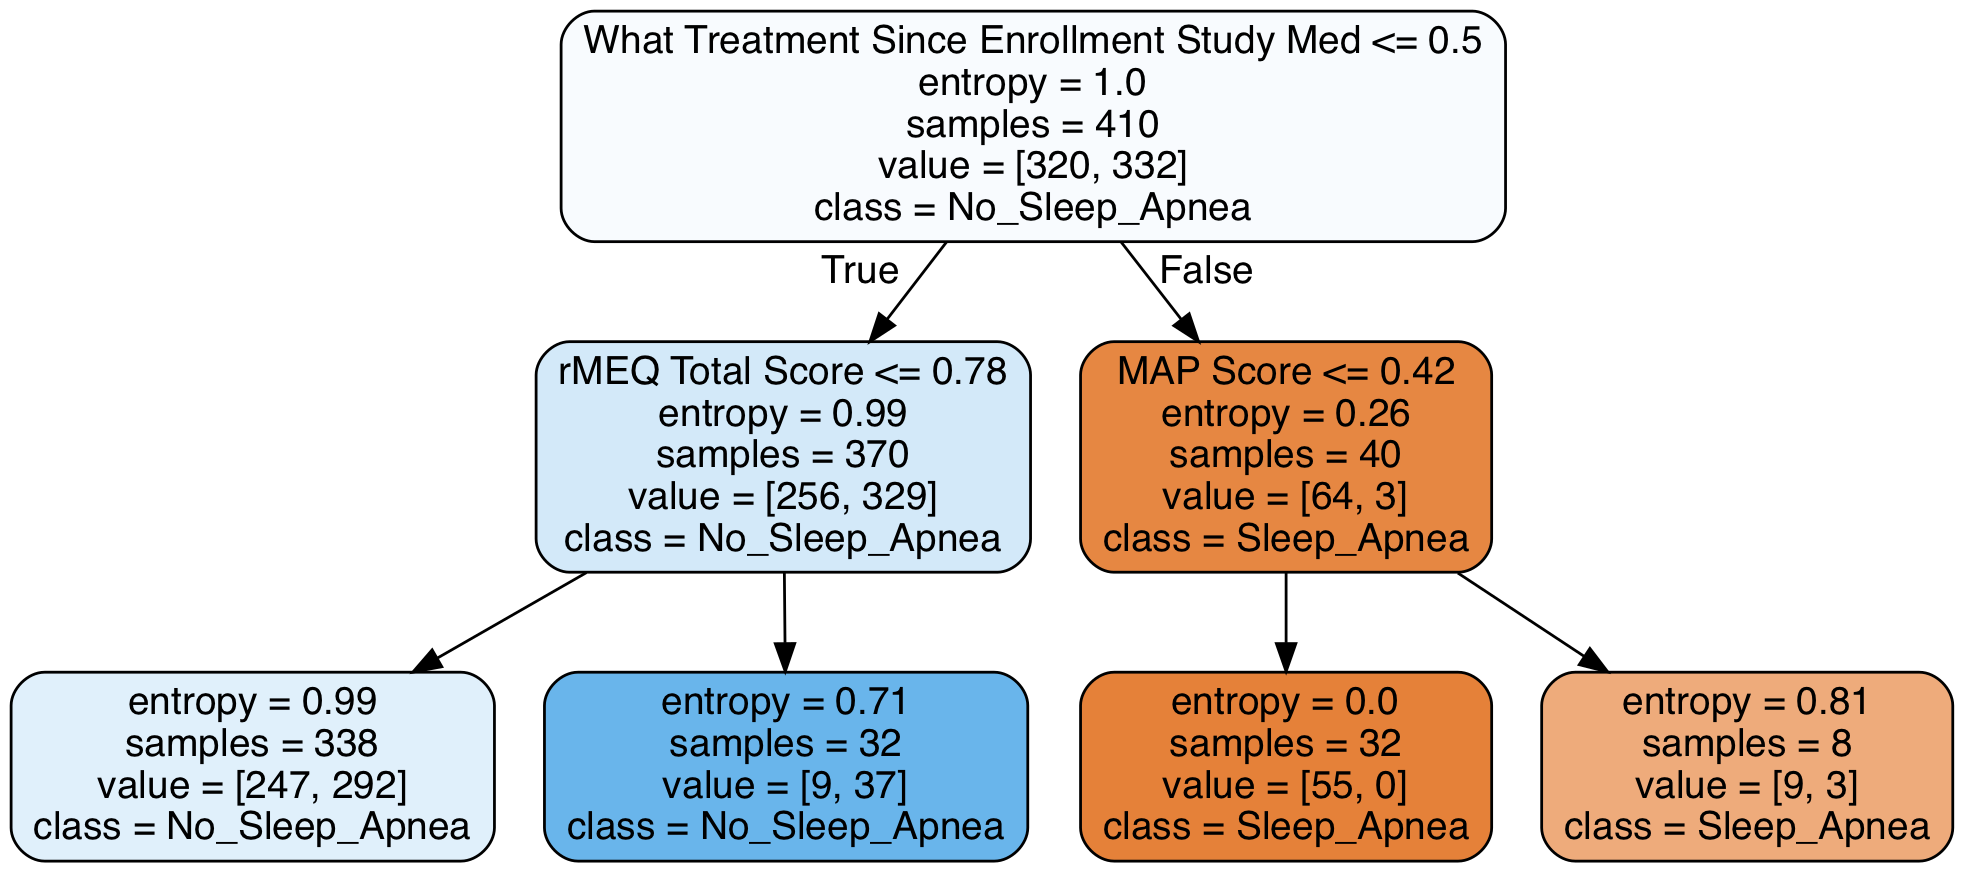 What Treatment Since Enrollment Study Med <= 0.5
entropy = 1.0
samples = 410
value = [320, 332]
class = No_Sleep_Apnea
True
False
rMEQ Total Score <= 0.78
entropy = 0.99
samples = 370
value = [256, 329]
class = No_Sleep_Apnea
MAP Score <= 0.42
entropy = 0.26
samples = 40
value = [64, 3]
class = Sleep_Apnea
entropy = 0.99
samples = 338
value = [247, 292]
class = No_Sleep_Apnea
entropy = 0.71
samples = 32
value = [9, 37]
class = No_Sleep_Apnea
entropy = 0.0
samples = 32
value = [55, 0]
class = Sleep_Apnea
entropy = 0.81
samples = 8
value = [9, 3]
class = Sleep_Apnea